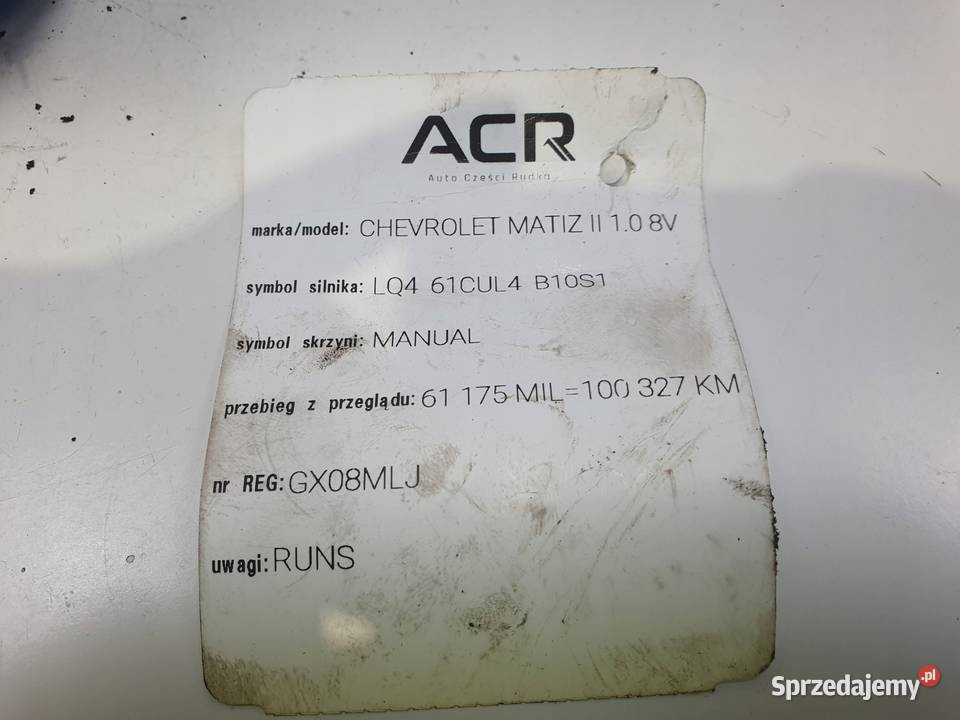 ACR
Auto Części Rudka
marka/model: CHEVROLET MATIZ II 1.0 8V
symbol silnika: LQ4 61CUL4 B10S1
symbol skrzyni: MANUAL
przebieg z przeglądu: 61 175 MIL=100 327 KM
nr REG: GX08MLJ
uwagi: RUNS
Sprzedajemy.pl